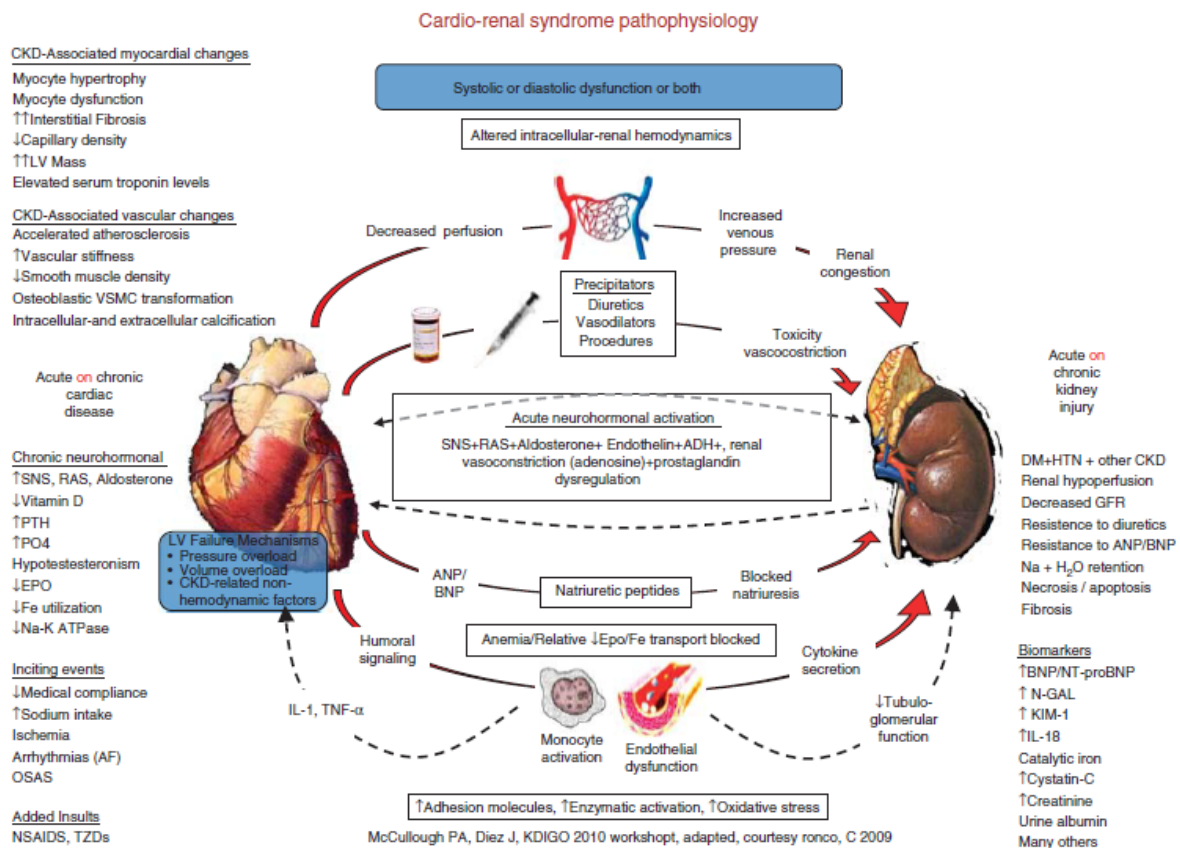 Cardio-renal syndrome pathophysiology
CKD-Associated myocardial changes
Myocyte hypertrophy
Myocyte dysfunction
↑↑Interstitial Fibrosis
↓Capillary density
↑↑LV Mass
Elevated serum troponin levels
CKD-Associated vascular changes
Accelerated atherosclerosis
↑Vascular stiffness
↓Smooth muscle density
Osteoblastic VSMC transformation
Intracellular-and extracellular calcification
Acute on chronic
cardiac
disease
Chronic neurohormonal
↑SNS, RAS, Aldosterone
↓Vitamin D
↑PTH
↑PO4
Hypotestesteronism
↓EPO
↓Fe utilization
↓Na-K ATPase
Inciting events
↓Medical compliance
↑Sodium intake
Ischemia
Arrhythmias (AF)
OSAS
Added Insults
NSAIDS, TZDs
Systolic or diastolic dysfunction or both
Altered intracellular-renal hemodynamics
Decreased perfusion
Increased
venous
pressure
Renal
congestion
Precipitators
Diuretics
Vasodilators
Procedures
Toxicity
vascocostriction
Acute neurohormonal activation
SNS+RAS+Aldosterone+ Endothelin+ADH+, renal
vasoconstriction (adenosine)+prostaglandin
dysregulation
LV Failure Mechanisms
• Pressure overload
• Volume overload
• CKD-related non-
hemodynamic factors
ANP/
BNP
Natriuretic peptides
Blocked
natriuresis
Anemia/Relative ↓Epo/Fe transport blocked
Humoral
signaling
Cytokine
secretion
IL-1, TNF-α
Monocyte
activation
Endothelial
dysfunction
↓Tubulo-
glomerular
function
↑Adhesion molecules, ↑Enzymatic activation, ↑Oxidative stress
McCullough PA, Diez J, KDIGO 2010 workshopt, adapted, courtesy ronco, C 2009
Acute on
chronic
kidney
injury
DM+HTN + other CKD
Renal hypoperfusion
Decreased GFR
Resistence to diuretics
Resistance to ANP/BNP
Na + H₂O retention
Necrosis / apoptosis
Fibrosis
Biomarkers
↑BNP/NT-proBNP
↑ N-GAL
↑ KIM-1
↑IL-18
Catalytic iron
↑Cystatin-C
↑Creatinine
Urine albumin
Many others